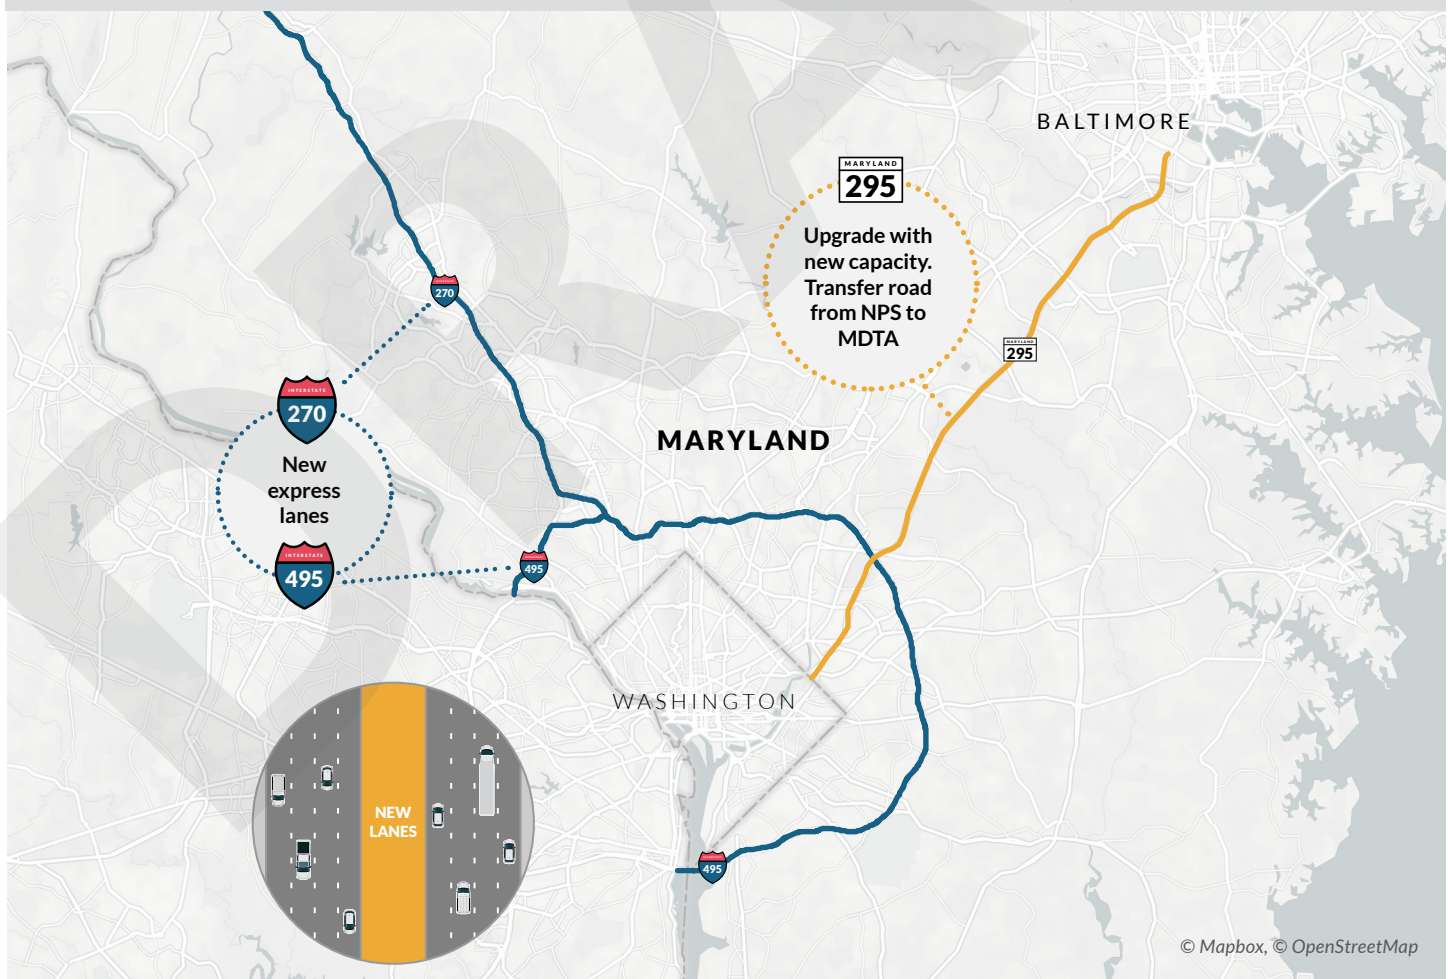 BALTIMORE
MARYLAND
295
Upgrade with
new capacity.
Transfer road
from NPS to
MDTA
270
MARYLAND
295
INTERSTATE
270
New
express
lanes
INTERSTATE
495
MARYLAND
495
WASHINGTON
NEW
LANES
495
© Mapbox, © OpenStreetMap